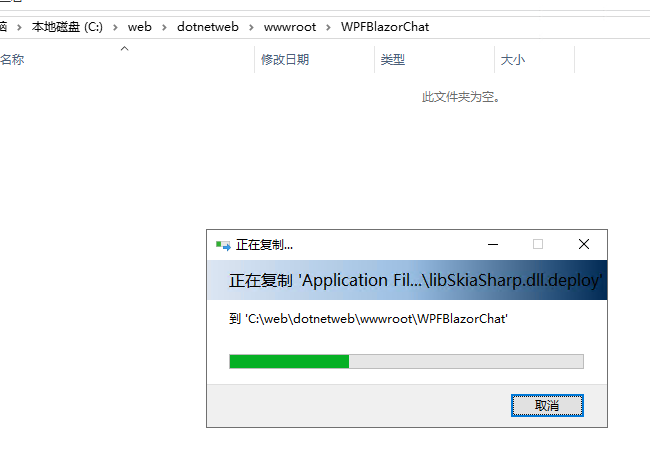 脑 › 本地磁盘 (C:) › web › dotnetweb › wwwroot › WPFBlazorChat
名称 修改日期 类型 大小
此文件夹为空。
正在复制...
正在复制 'Application Fil...\libSkiaSharp.dll.deploy'
到 'C:\web\dotnetweb\wwwroot\WPFBlazorChat'
取消